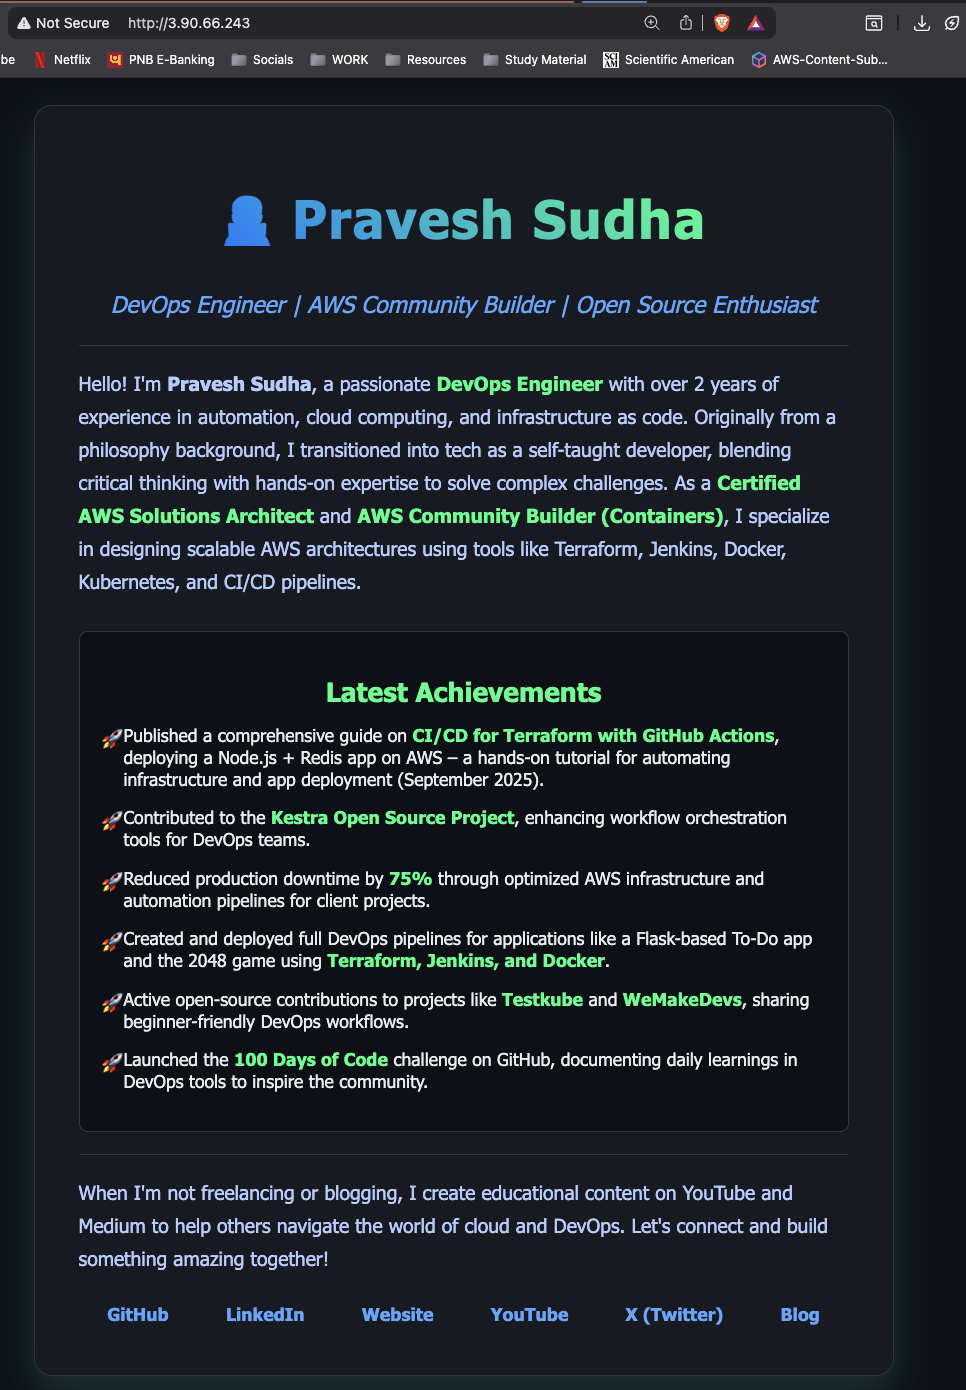 Not Secure http://3.90.66.243
be Netflix PNB E-Banking Socials WORK Resources Study Material Scientific American AWS-Content-Sub...
Pravesh Sudha
DevOps Engineer | AWS Community Builder | Open Source Enthusiast
Hello! I'm Pravesh Sudha, a passionate DevOps Engineer with over 2 years of
experience in automation, cloud computing, and infrastructure as code. Originally from a
philosophy background, I transitioned into tech as a self-taught developer, blending
critical thinking with hands-on expertise to solve complex challenges. As a Certified
AWS Solutions Architect and AWS Community Builder (Containers), I specialize
in designing scalable AWS architectures using tools like Terraform, Jenkins, Docker,
Kubernetes, and CI/CD pipelines.
Latest Achievements
🚀Published a comprehensive guide on CI/CD for Terraform with GitHub Actions,
deploying a Node.js + Redis app on AWS – a hands-on tutorial for automating
infrastructure and app deployment (September 2025).
🚀Contributed to the Kestra Open Source Project, enhancing workflow orchestration
tools for DevOps teams.
🚀Reduced production downtime by 75% through optimized AWS infrastructure and
automation pipelines for client projects.
🚀Created and deployed full DevOps pipelines for applications like a Flask-based To-Do app
and the 2048 game using Terraform, Jenkins, and Docker.
🚀Active open-source contributions to projects like Testkube and WeMakeDevs, sharing
beginner-friendly DevOps workflows.
🚀Launched the 100 Days of Code challenge on GitHub, documenting daily learnings in
DevOps tools to inspire the community.
When I'm not freelancing or blogging, I create educational content on YouTube and
Medium to help others navigate the world of cloud and DevOps. Let's connect and build
something amazing together!
GitHub LinkedIn Website YouTube X (Twitter) Blog